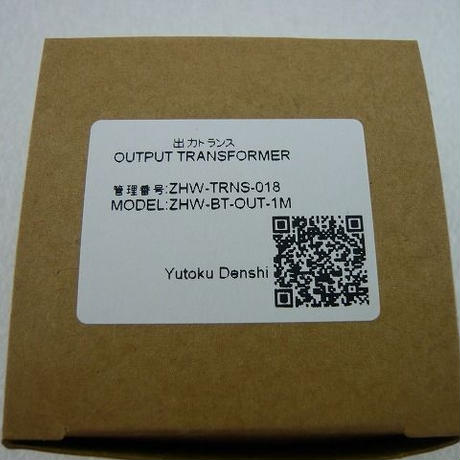 出力トランス
OUTPUT TRANSFORMER
管理番号:ZHW-TRNS-018
MODEL:ZHW-BT-OUT-1M
Yutoku Denshi